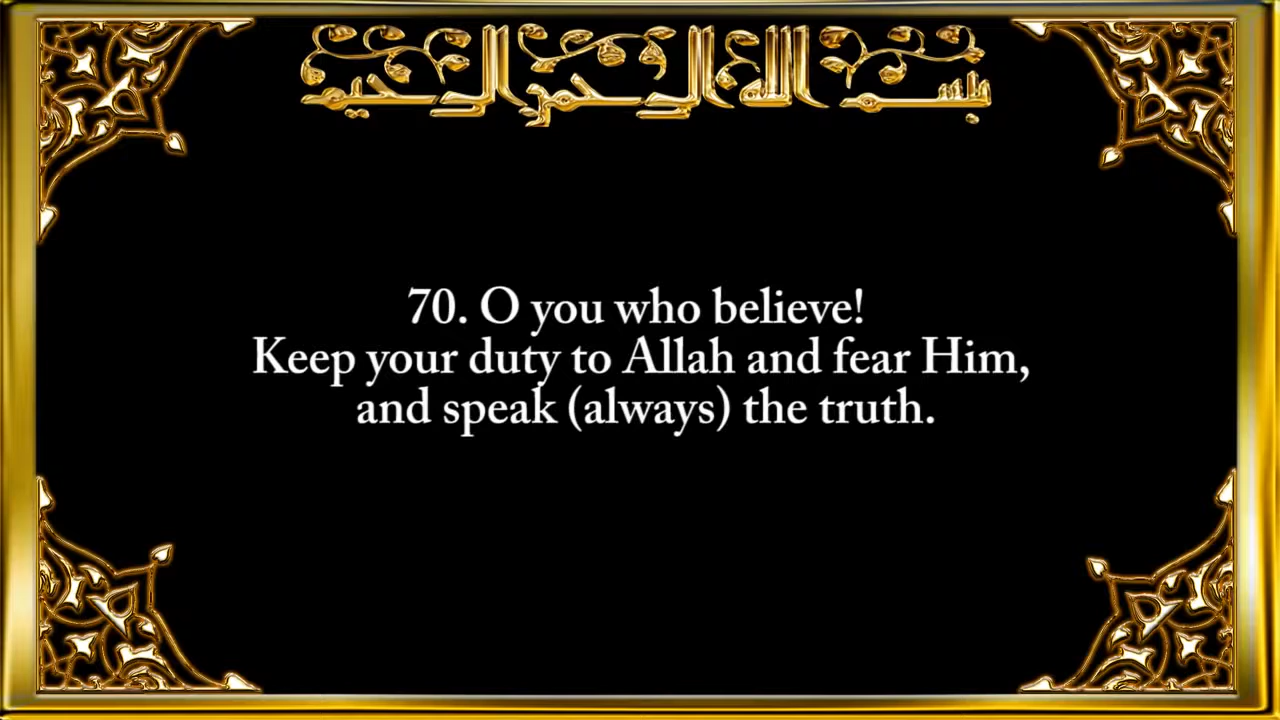 بسم الله الرحمن الرحيم
70. O you who believe!
Keep your duty to Allah and fear Him,
and speak (always) the truth.